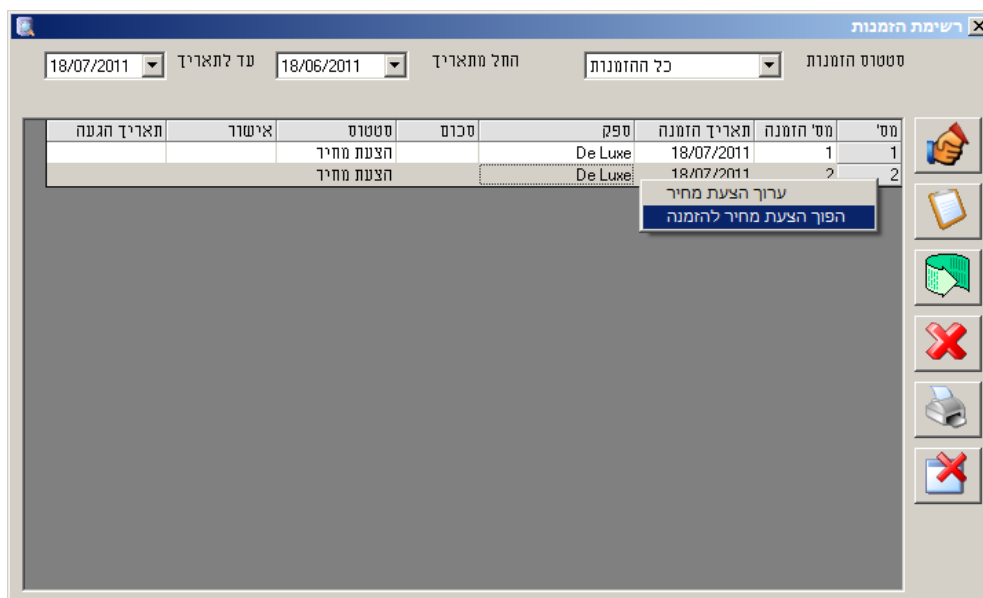 רשימת הזמנות
סטטוס הזמנות כל ההזמנות החל מתאריך 18/06/2011 עד לתאריך 18/07/2011
מס' מס' הזמנה תאריך הזמנה ספק סכום סטטוס אישור תאריך הגעה
1 1 18/07/2011 De Luxe הצעת מחיר
2 2 18/07/2011 De Luxe הצעת מחיר
ערוך הצעת מחיר
הפוך הצעת מחיר להזמנה